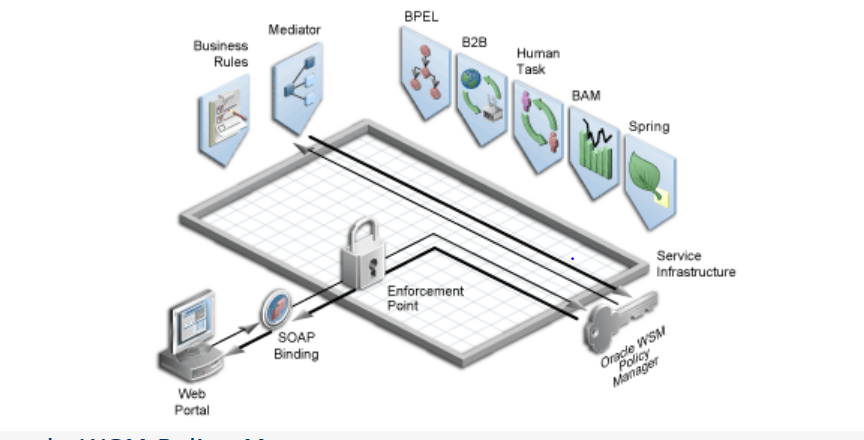 BPEL
Mediator
B2B
Business
Rules
Human
Task
BAM
Spring
Service
Infrastructure
Enforcement
Point
SOAP
Binding
Oracle WSM
Policy
Manager
Web
Portal